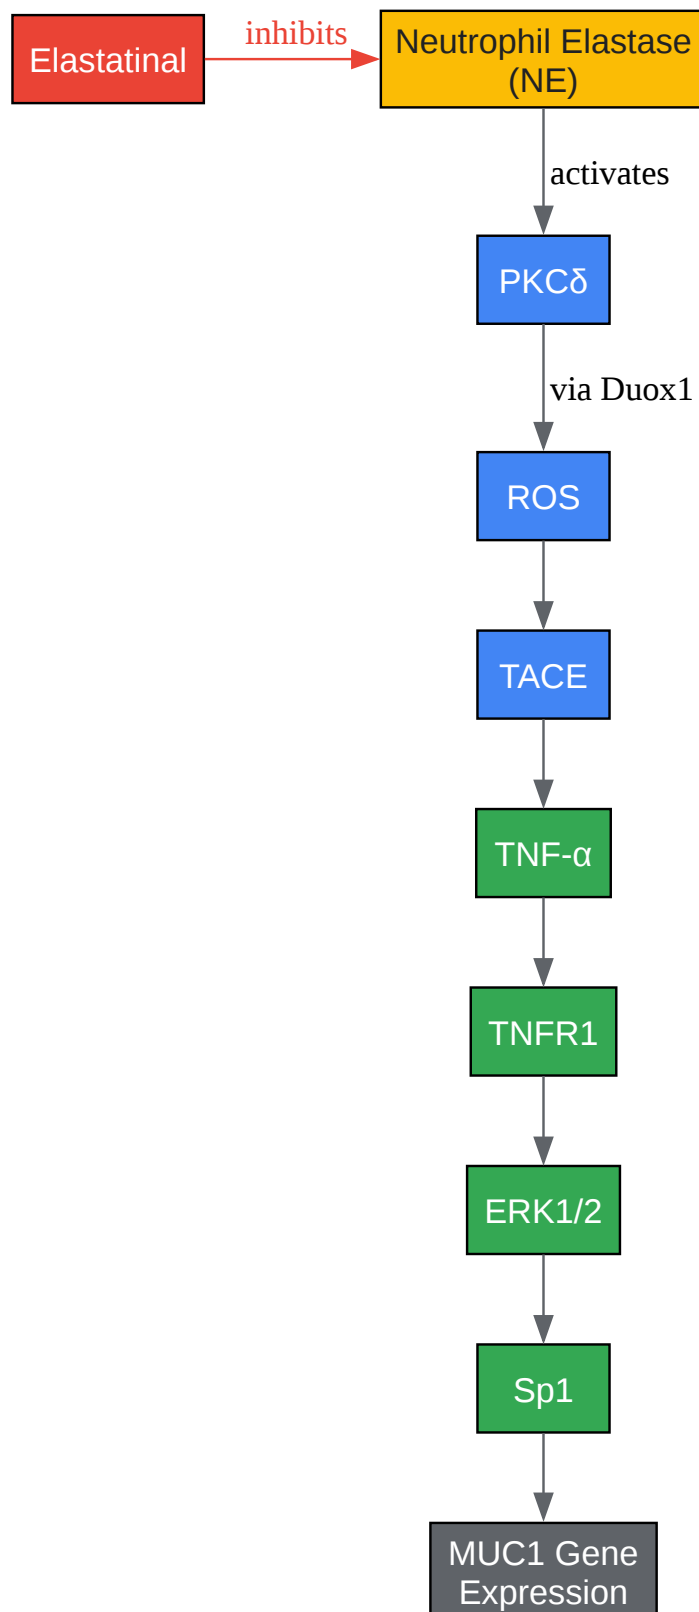 Elastatinal
inhibits
Neutrophil Elastase
(NE)
activates
PKCδ
via Duox1
ROS
TACE
TNF-α
TNFR1
ERK1/2
Sp1
MUC1 Gene
Expression